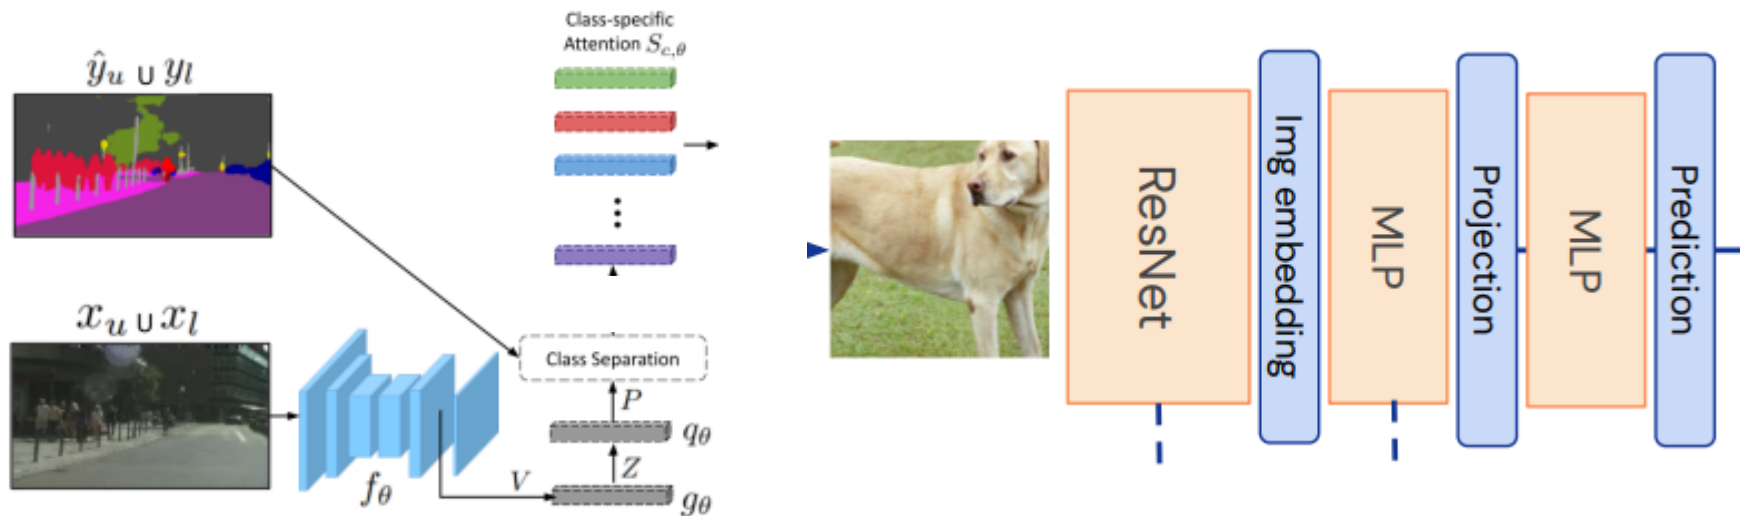 Class-specific
Attention S_{c,θ}
ŷ_u ∪ y_l
x_u ∪ x_l
Class Separation
P
q_θ
Z
f_θ
V
g_θ
ResNet
Img embedding
MLP
Projection
MLP
Prediction